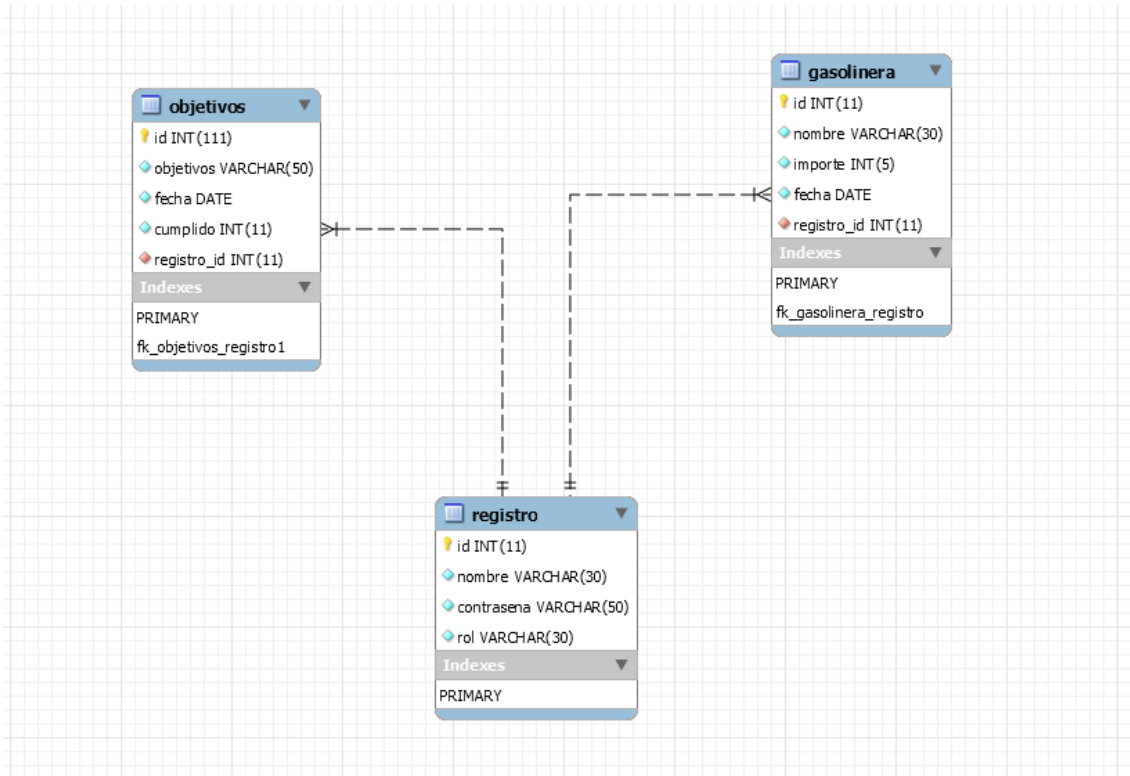 objetivos
id INT(111)
objetivos VARCHAR(50)
fecha DATE
cumplido INT(11)
registro_id INT(11)
Indexes
PRIMARY
fk_objetivos_registro1
gasolinera
id INT(11)
nombre VARCHAR(30)
importe INT(5)
fecha DATE
registro_id INT(11)
Indexes
PRIMARY
fk_gasolinera_registro
registro
id INT(11)
nombre VARCHAR(30)
contrasena VARCHAR(50)
rol VARCHAR(30)
Indexes
PRIMARY